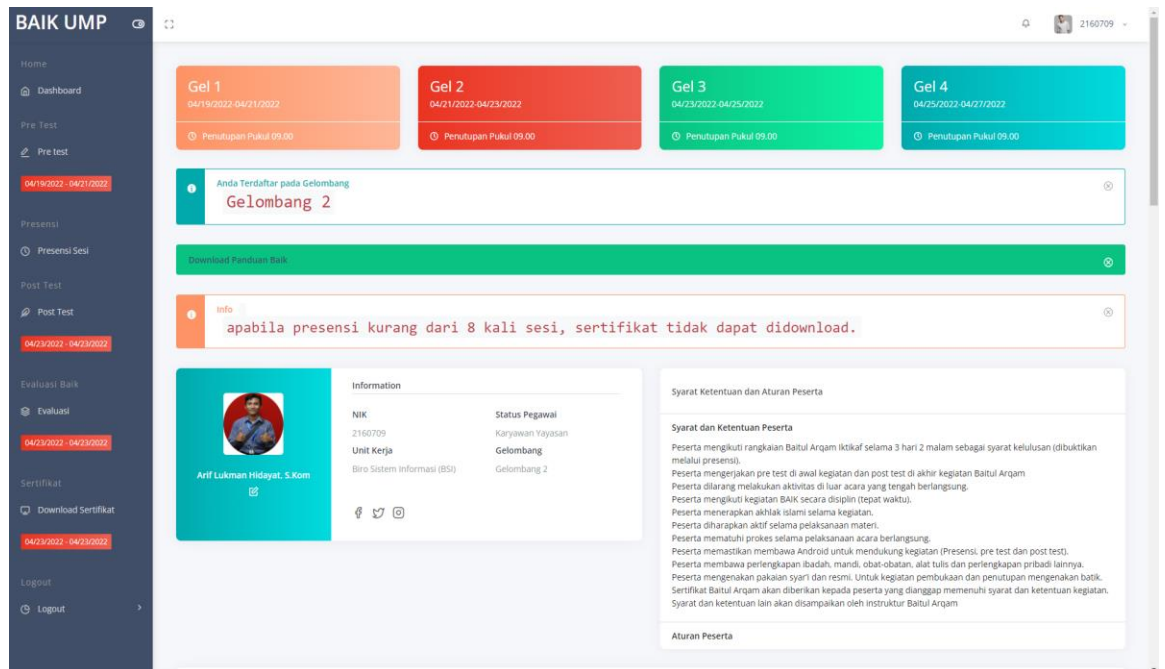 BAIK UMP
2160709
Home
Dashboard
Pre Test
Pre test
04/19/2022 - 04/21/2022
Presensi
Presensi Sesi
Post Test
Post Test
04/23/2022 - 04/23/2022
Evaluasi Baik
Evaluasi
04/23/2022 - 04/23/2022
Sertifikat
Download Sertifikat
04/23/2022 - 04/23/2022
Logout
Logout
Gel 1
04/19/2022-04/21/2022
Penutupan Pukul 09.00
Gel 2
04/21/2022-04/23/2022
Penutupan Pukul 09.00
Gel 3
04/23/2022-04/25/2022
Penutupan Pukul 09.00
Gel 4
04/25/2022-04/27/2022
Penutupan Pukul 09.00
Anda Terdaftar pada Gelombang
Gelombang 2
Download Panduan Baik
Info
apabila presensi kurang dari 8 kali sesi, sertifikat tidak dapat didownload.
Arif Lukman Hidayat, S.Kom
Information
NIK
2160709
Status Pegawai
Karyawan Yayasan
Unit Kerja
Biro Sistem Informasi (BSI)
Gelombang
Gelombang 2
Syarat Ketentuan dan Aturan Peserta
Syarat dan Ketentuan Peserta
Peserta mengikuti rangkaian Baitul Arqam Iktikaf selama 3 hari 2 malam sebagai syarat kelulusan (dibuktikan
melalui presensi).
Peserta mengerjakan pre test di awal kegiatan dan post test di akhir kegiatan Baitul Arqam
Peserta dilarang melakukan aktivitas di luar acara yang tengah berlangsung.
Peserta mengikuti kegiatan BAIK secara disiplin (tepat waktu).
Peserta menerapkan akhlak islami selama kegiatan.
Peserta diharapkan aktif selama pelaksanaan materi.
Peserta mematuhi prokes selama pelaksanaan acara berlangsung.
Peserta memastikan membawa Android untuk mendukung kegiatan (Presensi, pre test dan post test).
Peserta membawa perlengkapan ibadah, mandi, obat-obatan, alat tulis dan perlengkapan pribadi lainnya.
Peserta mengenakan pakaian syar'i dan resmi. Untuk kegiatan pembukaan dan penutupan mengenakan batik.
Sertifikat Baitul Arqam akan diberikan kepada peserta yang dianggap memenuhi syarat dan ketentuan kegiatan.
Syarat dan ketentuan lain akan disampaikan oleh instruktur Baitul Arqam
Aturan Peserta